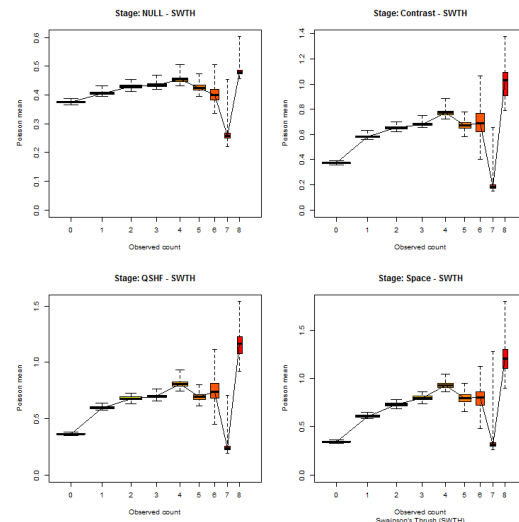 Stage: NULL - SWTH
Poisson mean
0.0 0.1 0.2 0.3 0.4 0.5 0.6
0 1 2 3 4 5 6 7 8
Observed count
Stage: Contrast - SWTH
Poisson mean
0.0 0.2 0.4 0.6 0.8 1.0 1.2 1.4
0 1 2 3 4 5 6 7 8
Observed count
Stage: QSHF - SWTH
Poisson mean
0.0 0.5 1.0 1.5
0 1 2 3 4 5 6 7 8
Observed count
Stage: Space - SWTH
Poisson mean
0.0 0.5 1.0 1.5
0 1 2 3 4 5 6 7 8
Observed count
Swainson's Thrush (SWTH)